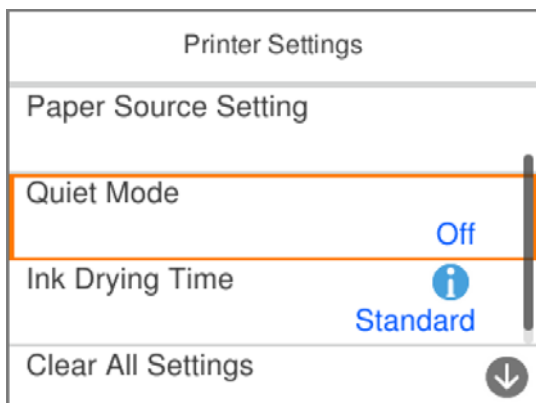 Printer Settings
Paper Source Setting
Quiet Mode
Off
Ink Drying Time
Standard
Clear All Settings